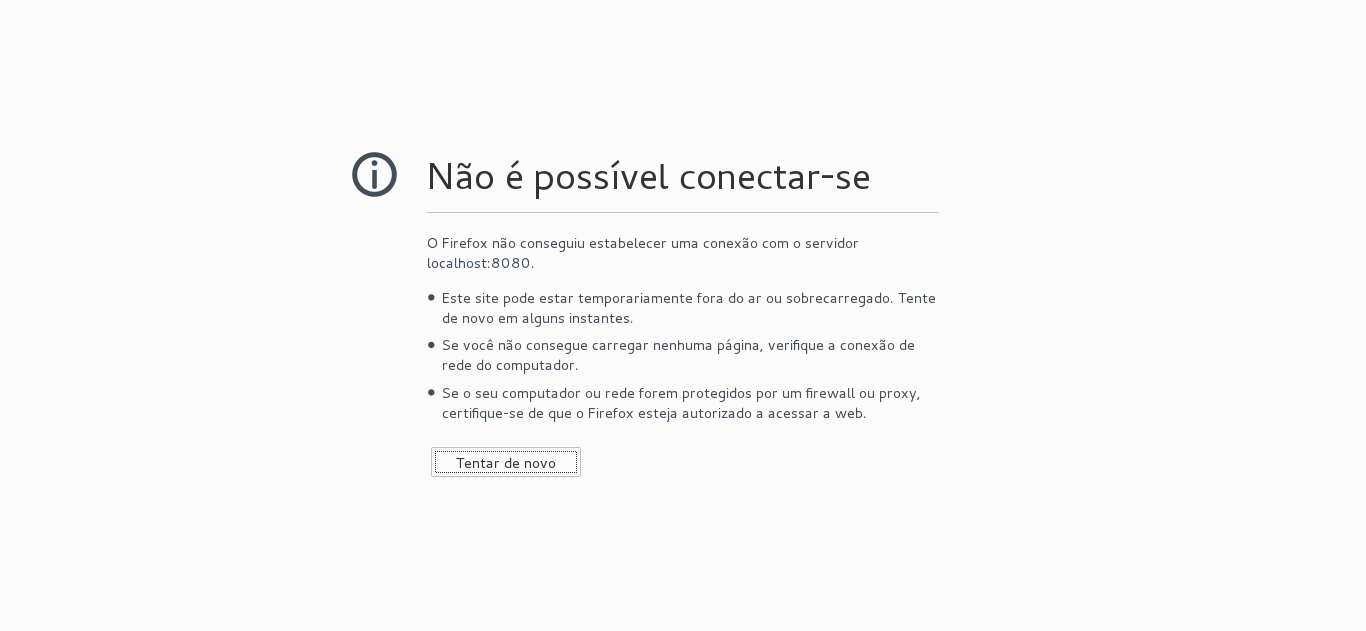 Não é possível conectar-se
O Firefox não conseguiu estabelecer uma conexão com o servidor
localhost:8080.
Este site pode estar temporariamente fora do ar ou sobrecarregado. Tente
de novo em alguns instantes.
Se você não consegue carregar nenhuma página, verifique a conexão de
rede do computador.
Se o seu computador ou rede forem protegidos por um firewall ou proxy,
certifique-se de que o Firefox esteja autorizado a acessar a web.
Tentar de novo